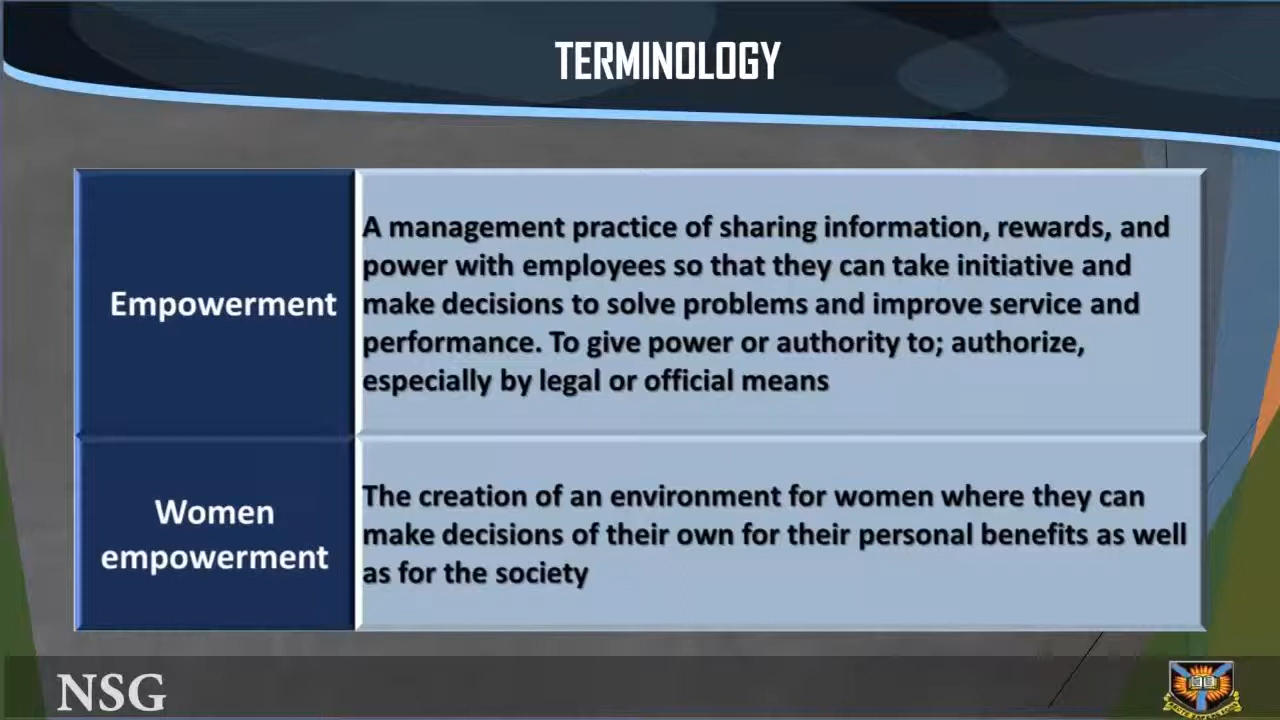 TERMINOLOGY
Empowerment
A management practice of sharing information, rewards, and
power with employees so that they can take initiative and
make decisions to solve problems and improve service and
performance. To give power or authority to; authorize,
especially by legal or official means
Women
empowerment
The creation of an environment for women where they can
make decisions of their own for their personal benefits as well
as for the society
NSG